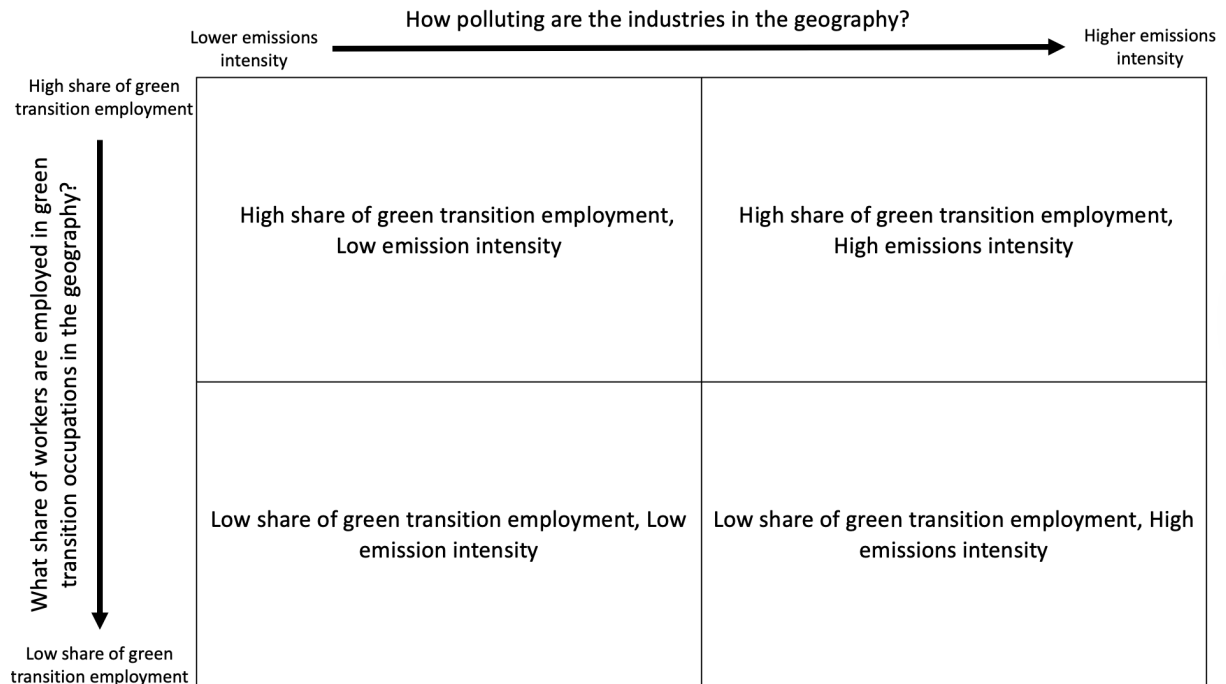 How polluting are the industries in the geography?
Lower emissions
intensity
Higher emissions
intensity
High share of green
transition employment
What share of workers are employed in green
transition occupations in the geography?
High share of green transition employment,
Low emission intensity
High share of green transition employment,
High emissions intensity
Low share of green transition employment, Low
emission intensity
Low share of green transition employment, High
emissions intensity
Low share of green
transition employment